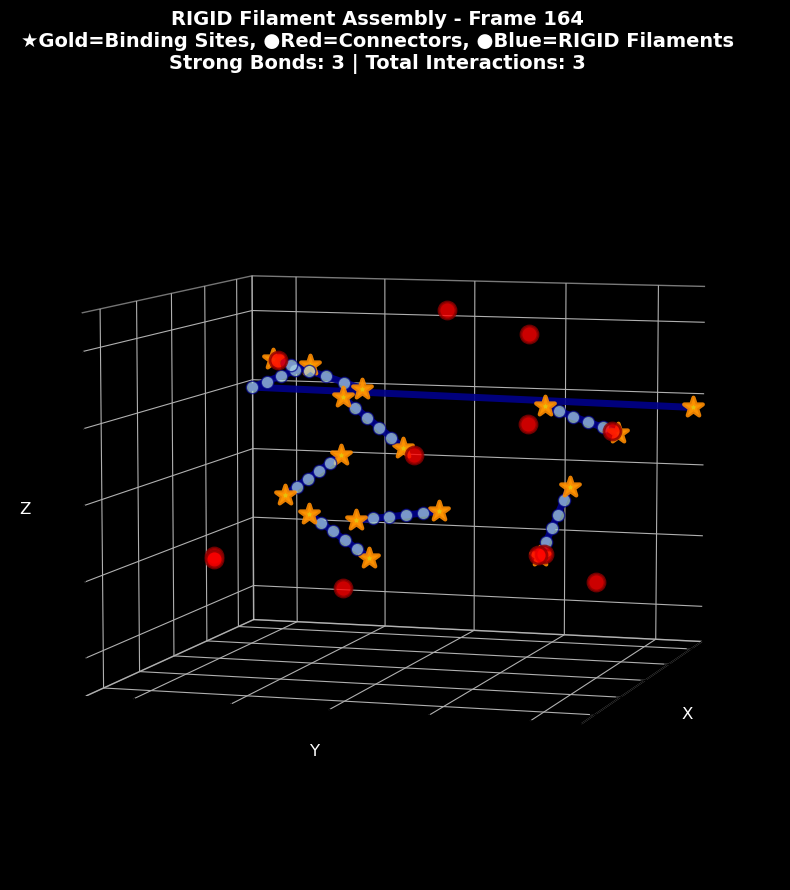 RIGID Filament Assembly - Frame 164
★Gold=Binding Sites, ●Red=Connectors, ●Blue=RIGID Filaments
Strong Bonds: 3 | Total Interactions: 3
Z
X
Y